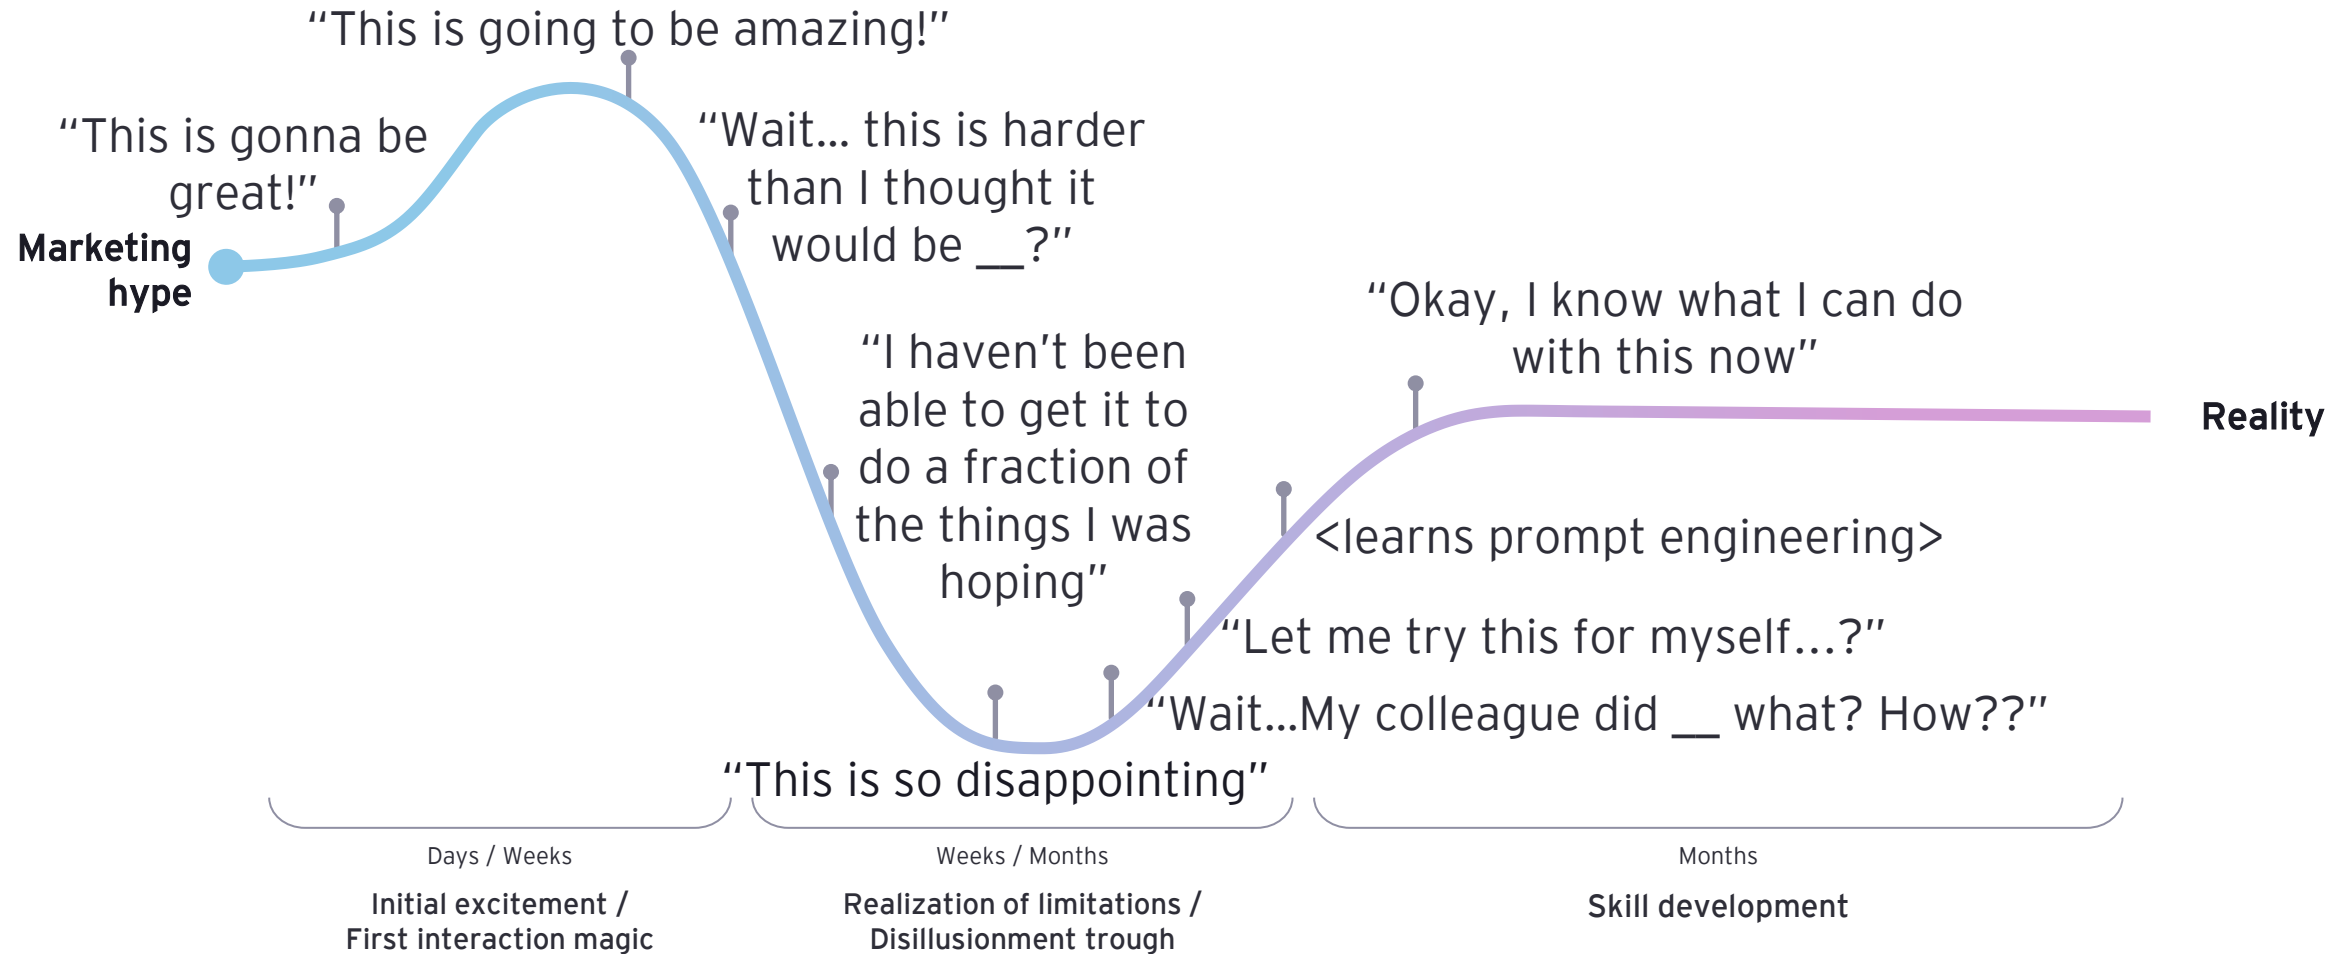 “This is going to be amazing!”
“This is gonna be
great!”
Marketing
hype
“Wait... this is harder
than I thought it
would be __?”
“I haven’t been
able to get it to
do a fraction of
the things I was
hoping”
“This is so disappointing”
“Wait...My colleague did __ what? How??”
“Let me try this for myself...?”
<learns prompt engineering>
“Okay, I know what I can do
with this now”
Reality
Days / Weeks
Initial excitement /
First interaction magic
Weeks / Months
Realization of limitations /
Disillusionment trough
Months
Skill development